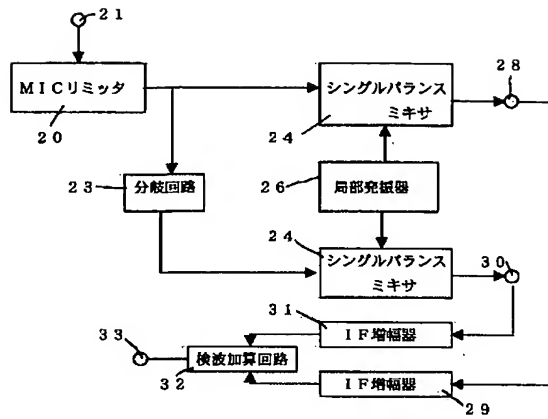 21
MICリミッタ
20
シングルバランス
ミキサ
24
28
23
分岐回路
26
局部発振器
24
シングルバランス
ミキサ
30
31
IF増幅器
33
検波加算回路
32
IF増幅器
29